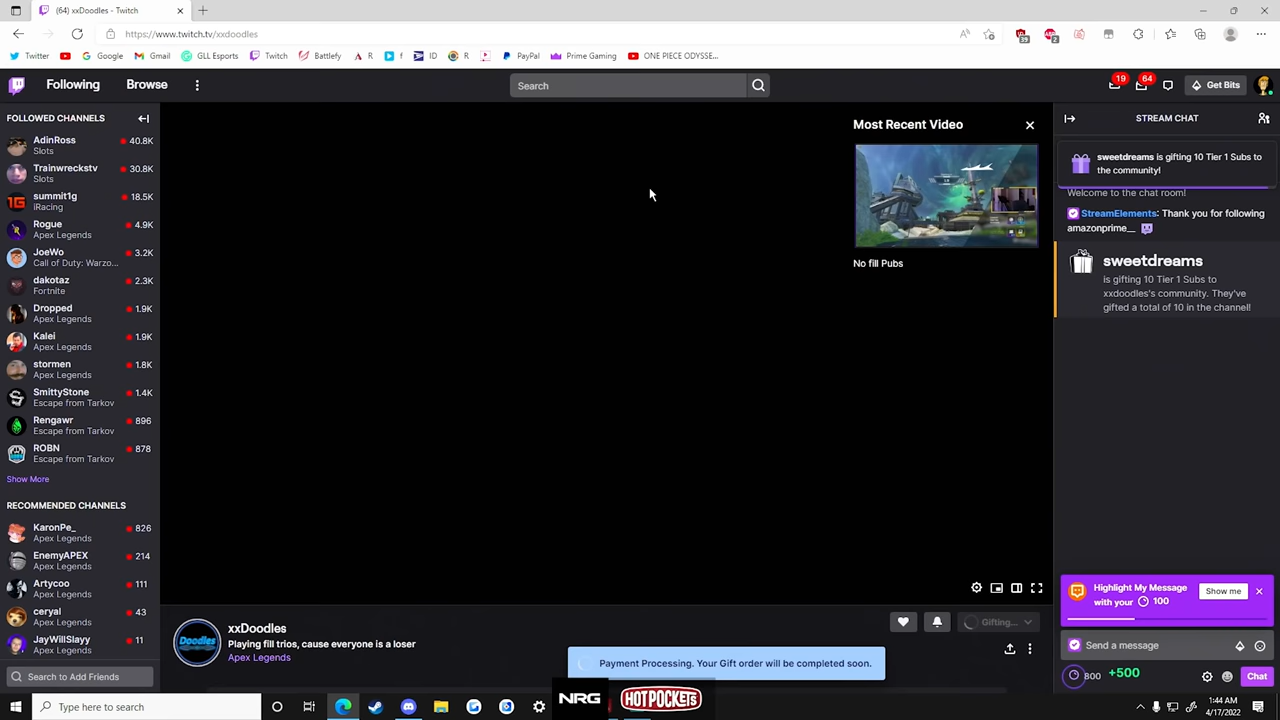 (64) xxDoodles - Twitch
https://www.twitch.tv/xxdoodles
Twitter
Google
Gmail
GLL Esports
Twitch
Battlefy
R
f
ID
R
PayPal
Prime Gaming
ONE PIECE ODYSSE...
Following
Browse
Search
19
64
Get Bits
FOLLOWED CHANNELS
AdinRoss
40.8K
Slots
Trainwreckstv
30.8K
Slots
summit1g
18.5K
iRacing
Rogue
4.9K
Apex Legends
JoeWo
3.2K
Call of Duty: Warzo...
dakotaz
2.3K
Fortnite
Dropped
1.9K
Apex Legends
Kalei
1.9K
Apex Legends
stormen
1.8K
Apex Legends
SmittyStone
1.4K
Escape from Tarkov
Rengawr
896
Escape from Tarkov
ROBN
878
Escape from Tarkov
Show More
RECOMMENDED CHANNELS
KaronPe_
826
Apex Legends
EnemyAPEX
214
Apex Legends
Artycoo
111
Apex Legends
ceryal
43
Apex Legends
JayWillSlayy
11
Apex Legends
Search to Add Friends
Most Recent Video
No fill Pubs
Doodles
xxDoodles
Playing fill trios, cause everyone is a loser
Apex Legends
Gifting...
Payment Processing. Your Gift order will be completed soon.
STREAM CHAT
sweetdreams is gifting 10 Tier 1 Subs to
the community!
Welcome to the chat room!
StreamElements: Thank you for following
amazonprime__
sweetdreams
is gifting 10 Tier 1 Subs to
xxdoodles's community. They've
gifted a total of 10 in the channel!
Highlight My Message
with your 100
Show me
Send a message
800
+500
Chat
Type here to search
NRG
HOT POCKETS
1:44 AM
4/17/2022